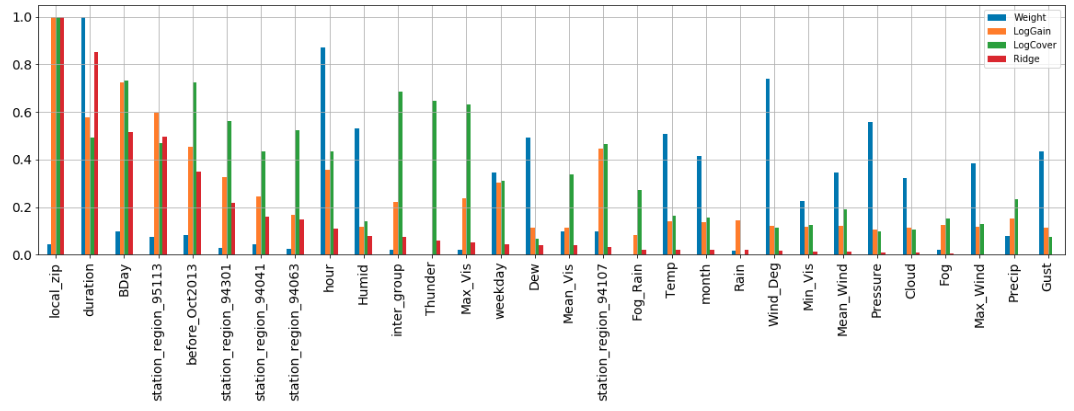 1.0
0.8
0.6
0.4
0.2
0.0
Weight
LogGain
LogCover
Ridge
local_zip
duration
BDay
station_region_95113
before_Oct2013
station_region_94301
station_region_94041
station_region_94063
hour
Humid
inter_group
Thunder
Max_Vis
weekday
Dew
Mean_Vis
station_region_94107
Fog_Rain
Temp
month
Rain
Wind_Deg
Min_Vis
Mean_Wind
Pressure
Cloud
Fog
Max_Wind
Precip
Gust